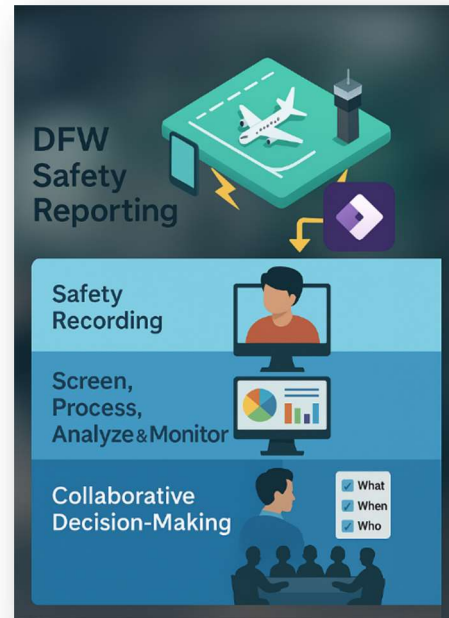 DFW
Safety
Reporting
Safety
Recording
Screen,
Process,
Analyze & Monitor
Collaborative
Decision-Making
What
When
Who